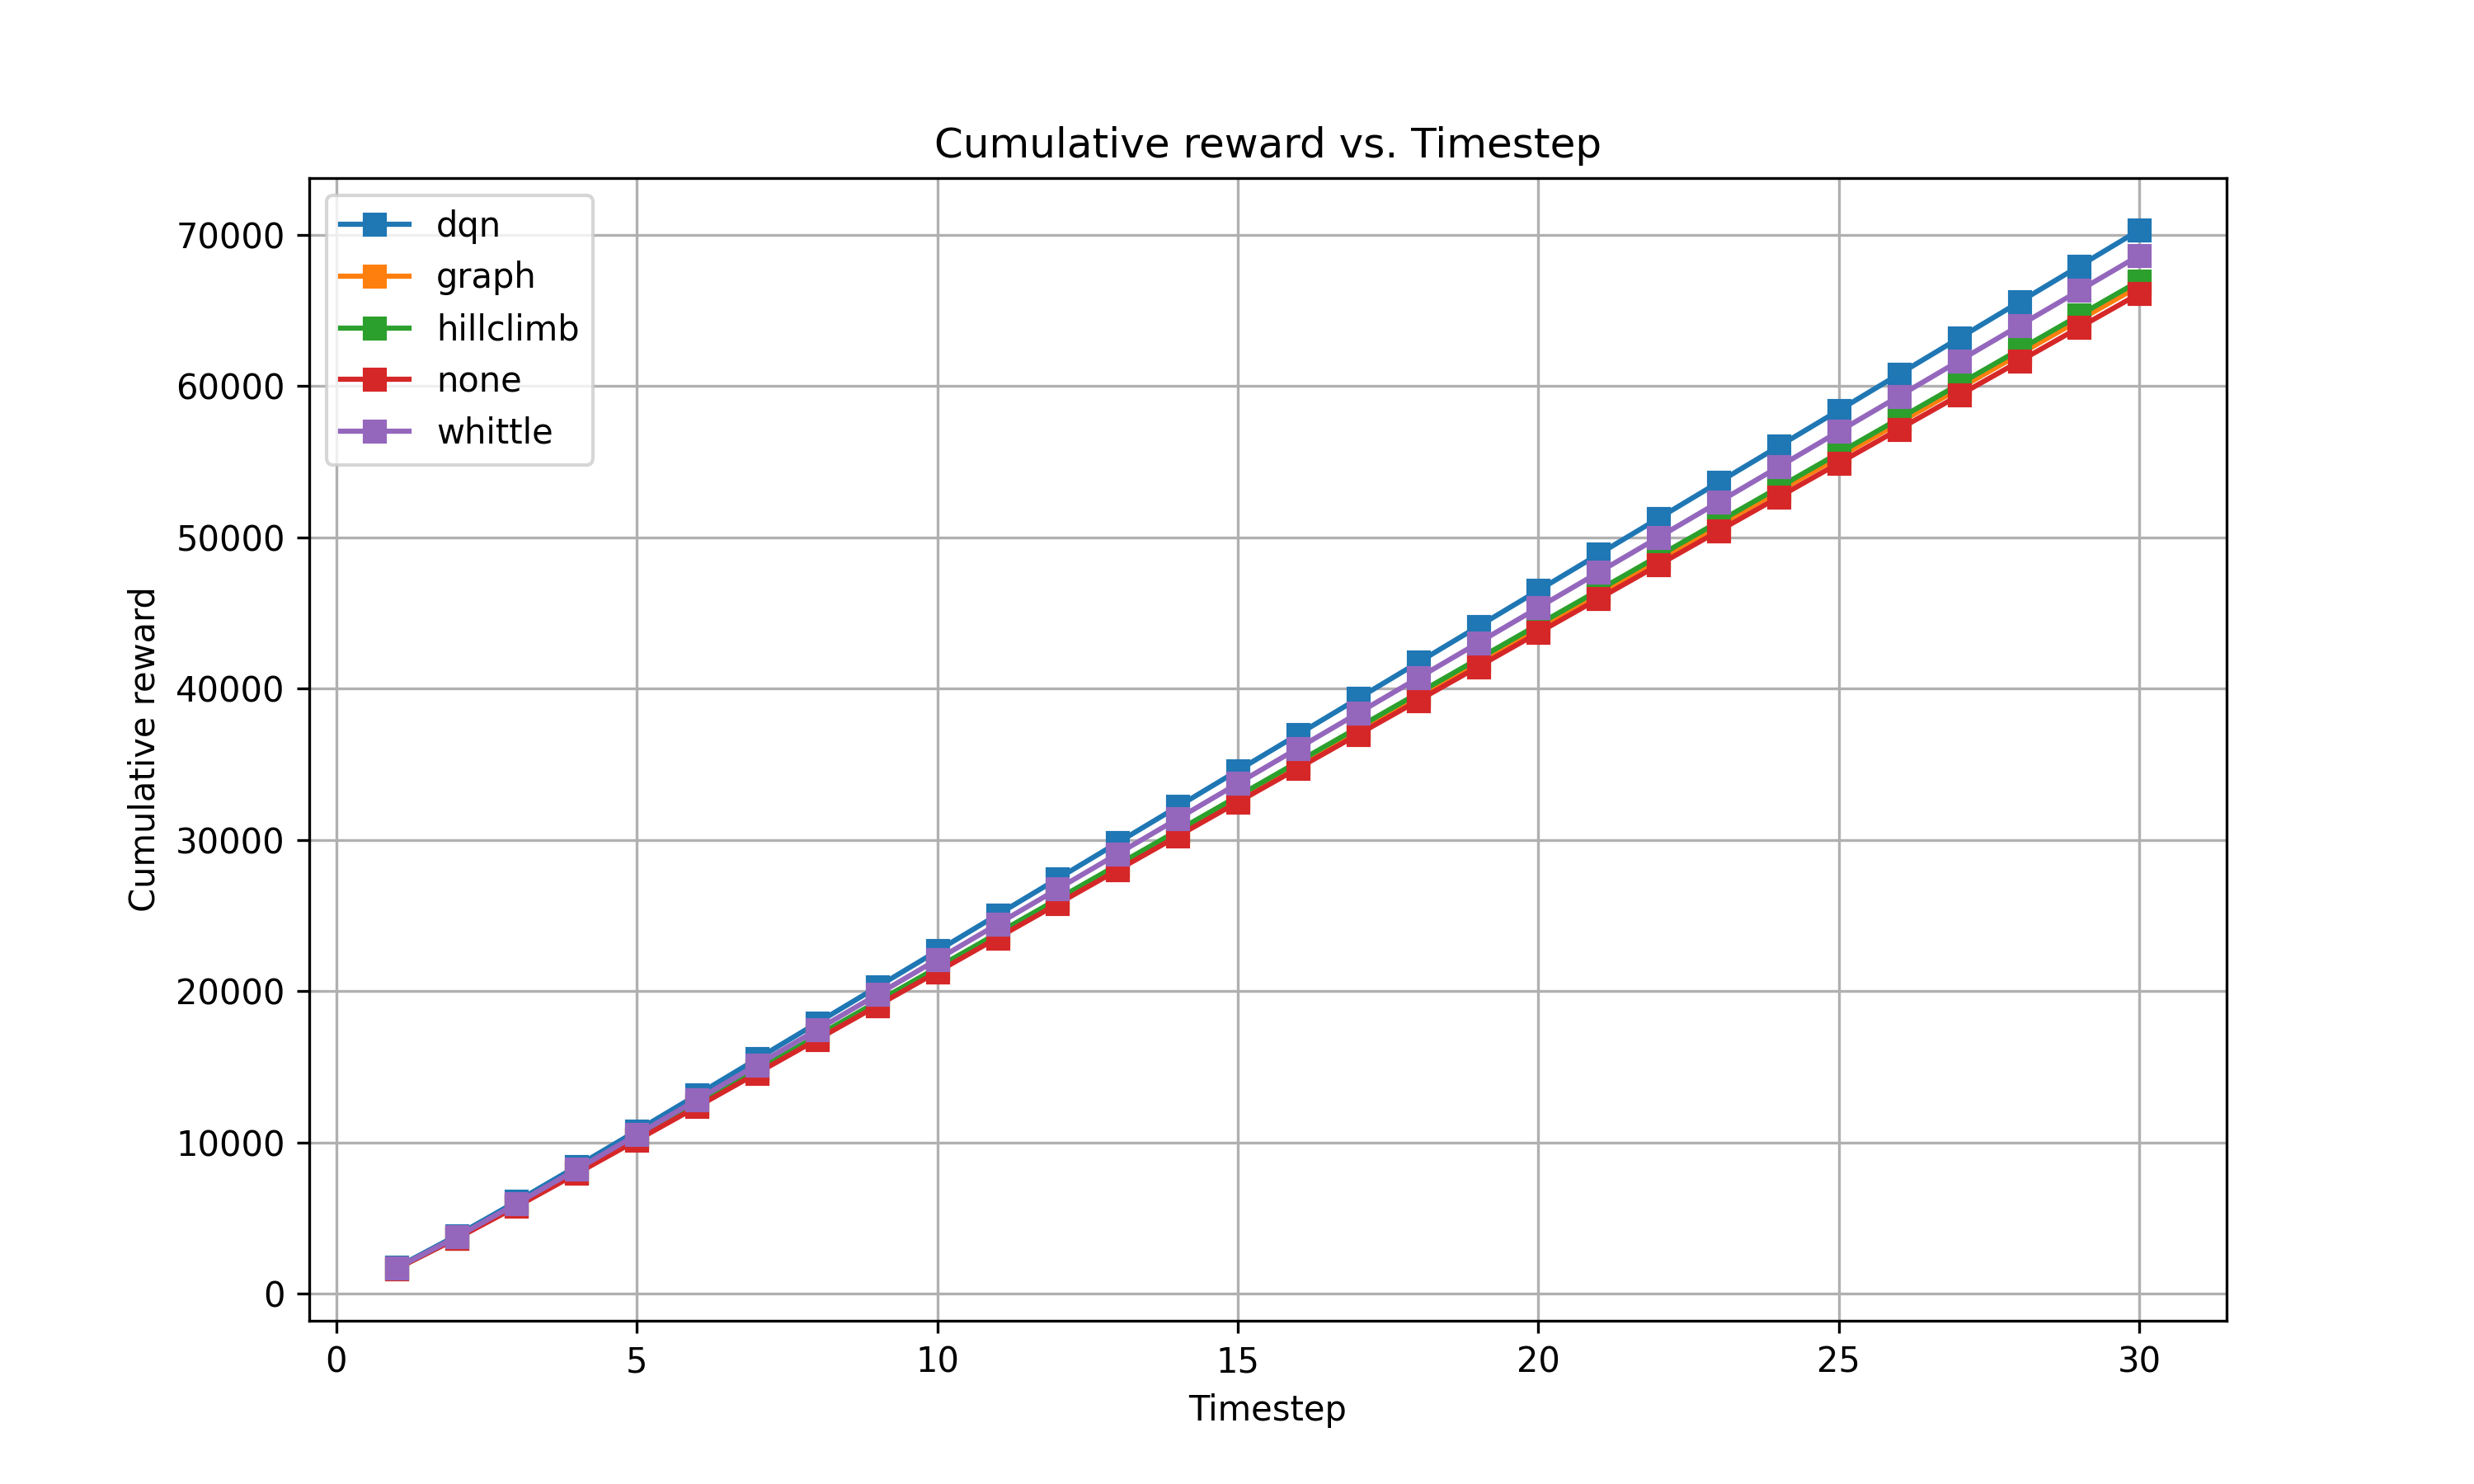 Cumulative reward vs. Timestep
dqn
graph
hillclimb
none
whittle
Cumulative reward
70000
60000
50000
40000
30000
20000
10000
0
0 5 10 15 20 25 30
Timestep